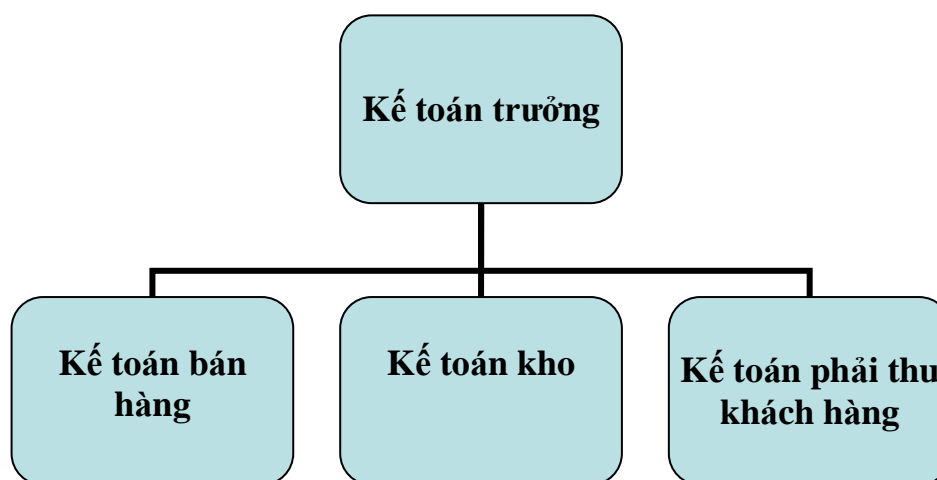 Kế toán trưởng
Kế toán bán
hàng
Kế toán kho
Kế toán phải thu
khách hàng